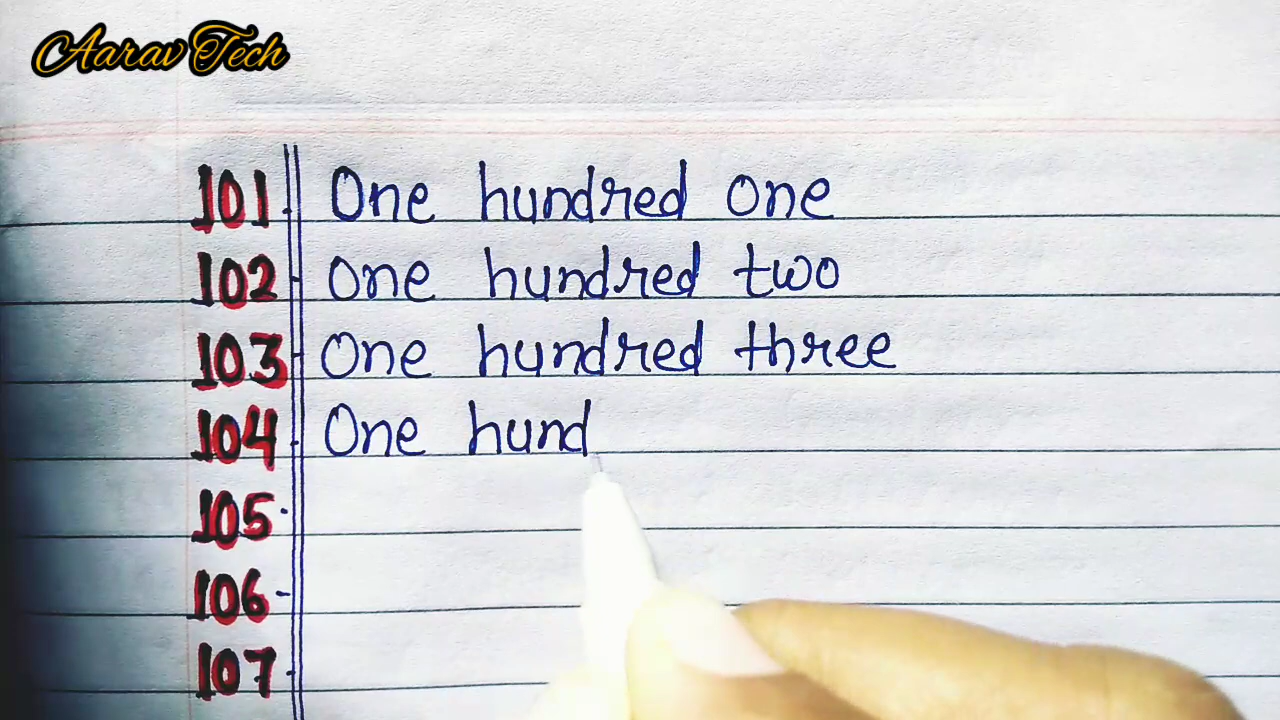 Aarav Tech
101 One hundred one
102 One hundred two
103 One hundred three
104 One hund
105
106
107